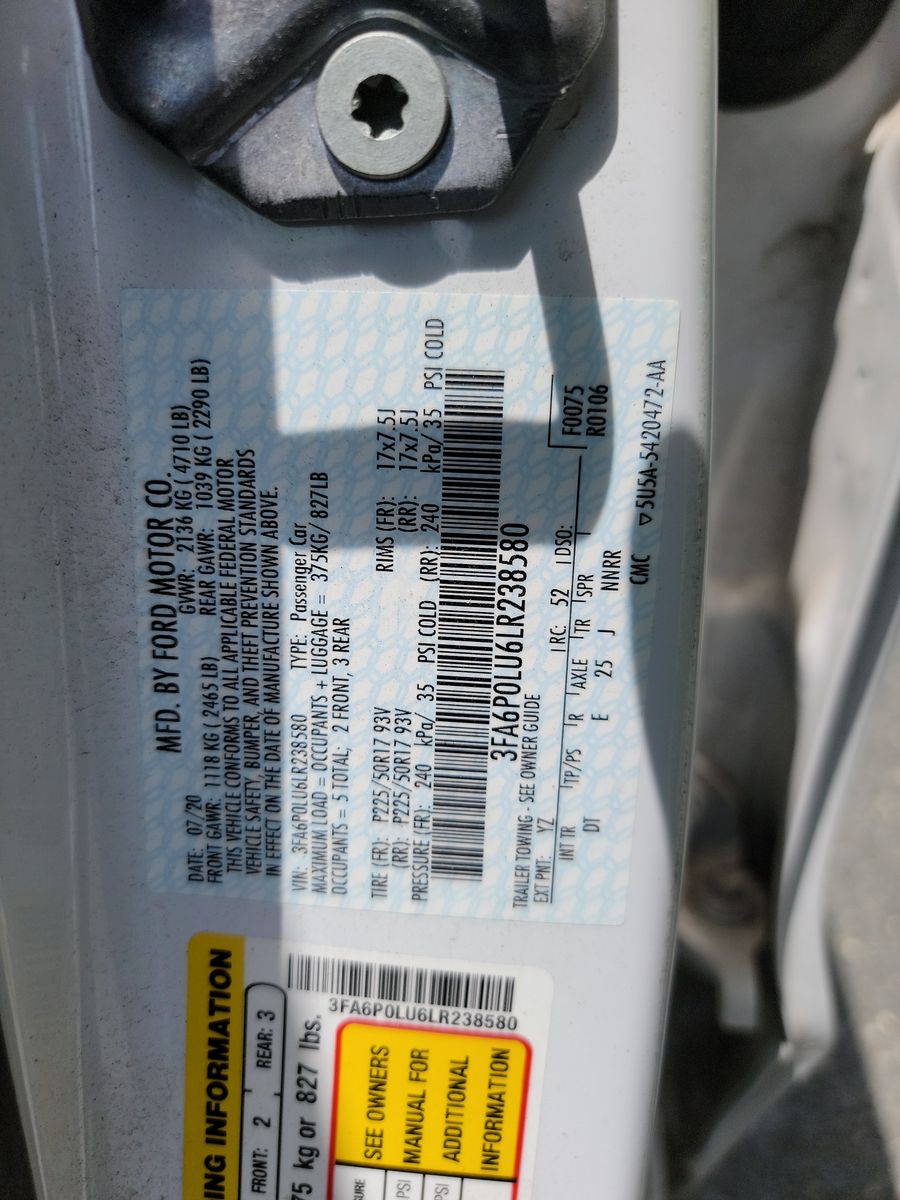 MFD. BY FORD MOTOR CO.
DATE: 07/20 GVWR: 2136 KG ( 4710 LB)
FRONT GAWR: 1118 KG ( 2465 LB) REAR GAWR: 1039 KG ( 2290 LB)
THIS VEHICLE CONFORMS TO ALL APPLICABLE FEDERAL MOTOR
VEHICLE SAFETY, BUMPER, AND THEFT PREVENTION STANDARDS
IN EFFECT ON THE DATE OF MANUFACTURE SHOWN ABOVE.
VIN: 3FA6P0LU6LR238580 TYPE: Passenger Car
MAXIMUM LOAD = OCCUPANTS + LUGGAGE = 375KG/ 827LB
OCCUPANTS = 5 TOTAL; 2 FRONT, 3 REAR
TIRE (FR): P225/50R17 93V RIMS (FR): 17x7.5J
(RR): P225/50R17 93V (RR): 17x7.5J
PRESSURE (FR): 240 kPa/ 35 PSI COLD (RR): 240 kPa/ 35 PSI COLD
3FA6P0LU6LR238580
TRAILER TOWING - SEE OWNER GUIDE
EXT PNT: YZ RC: 52 DSO: F0075
INT TR TP/PS R AXLE TR SPR R0106
DT E 25 J NNRR
CMC ▽5U5A-5420472-AA
ING INFORMATION
FRONT: 2 REAR: 3
75 kg or 827 lbs.
3FA6P0LU6LR238580
SEE OWNERS
MANUAL FOR
ADDITIONAL
INFORMATION
SURE
PSI
PSI